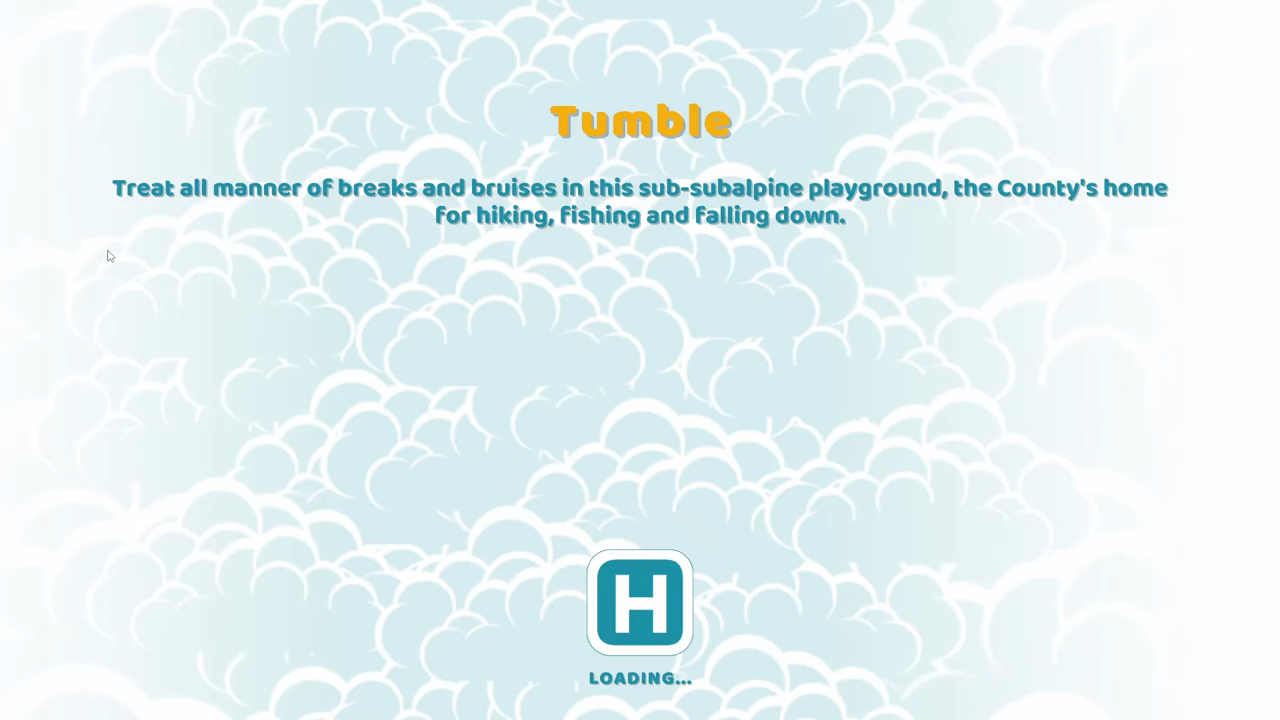 Tumble
Treat all manner of breaks and bruises in this sub-subalpine playground, the County's home
for hiking, fishing and falling down.
H
LOADING...